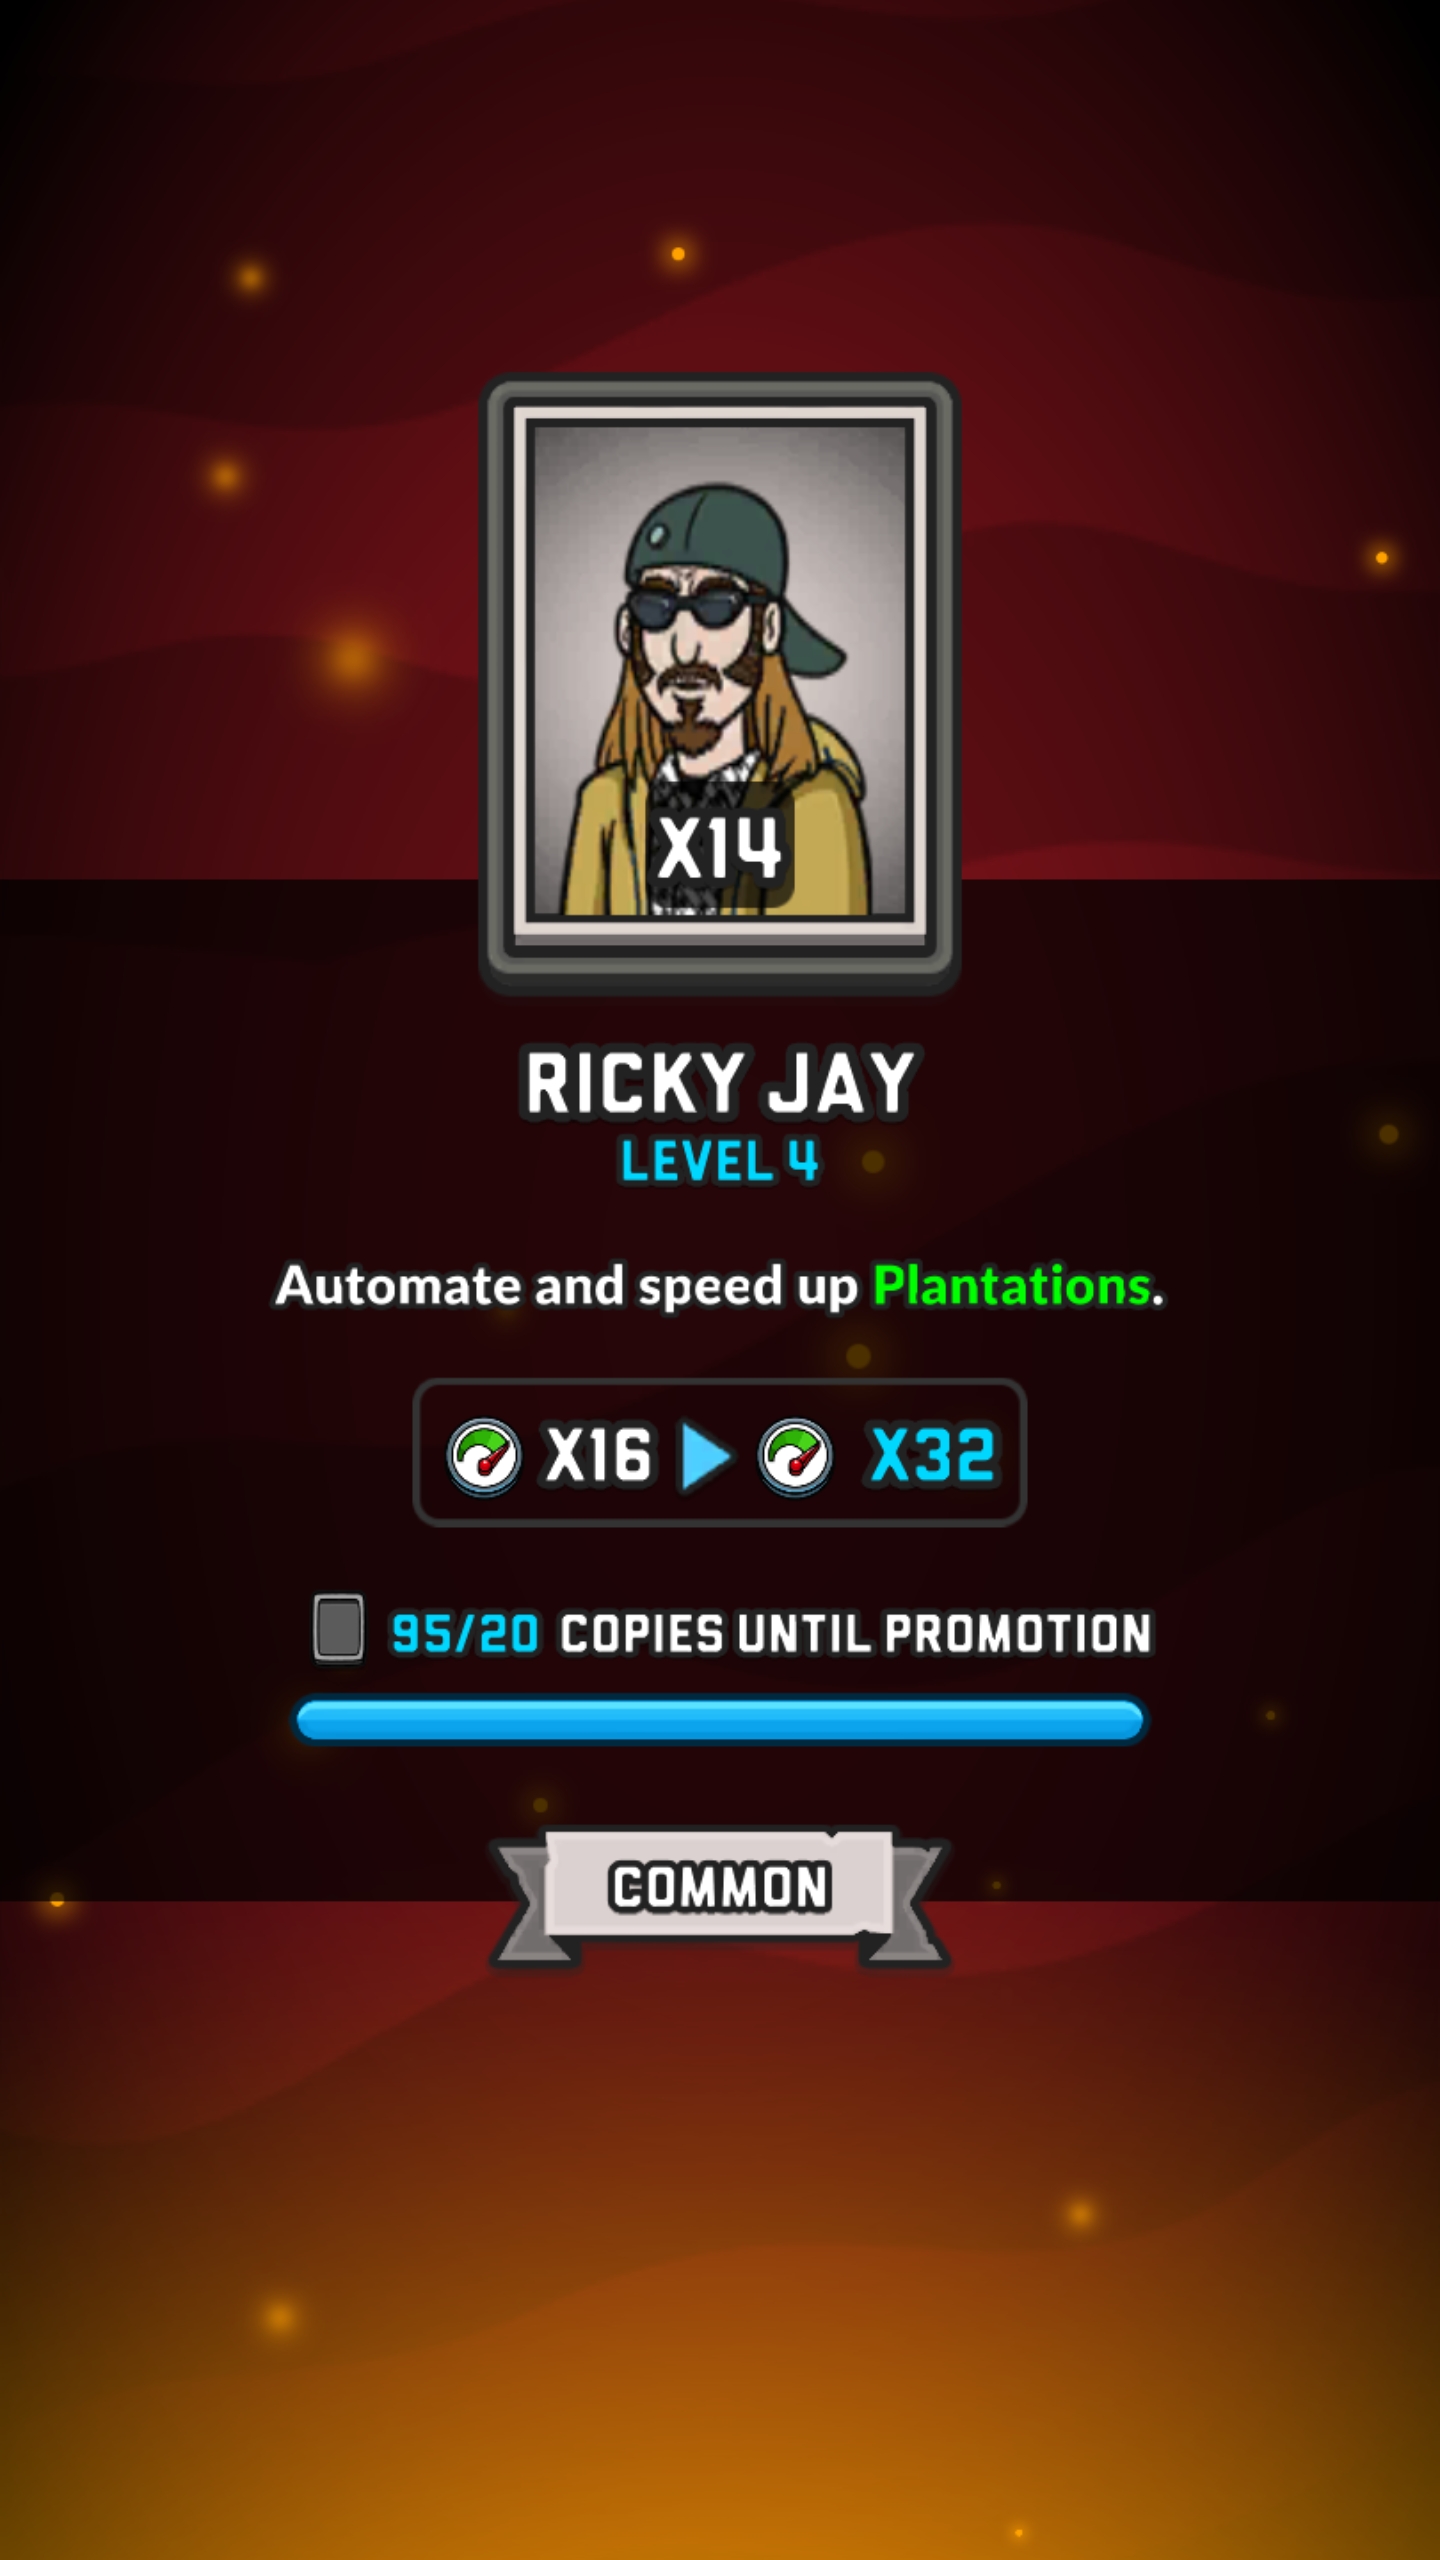 X14
RICKY JAY
LEVEL 4
Automate and speed up Plantations.
X16 X32
95/20 COPIES UNTIL PROMOTION
COMMON